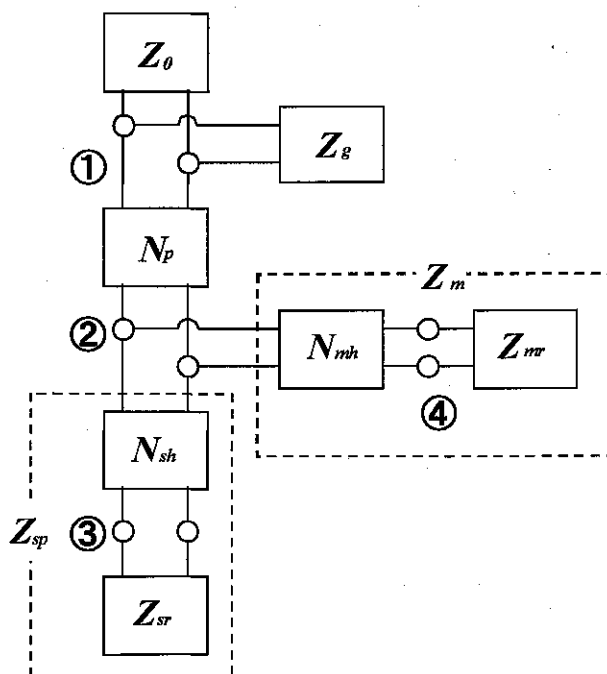 Z0
① Zg
Np
Zm
② Nmh Zmr
④
Nsh
Zsp ③
Zsr